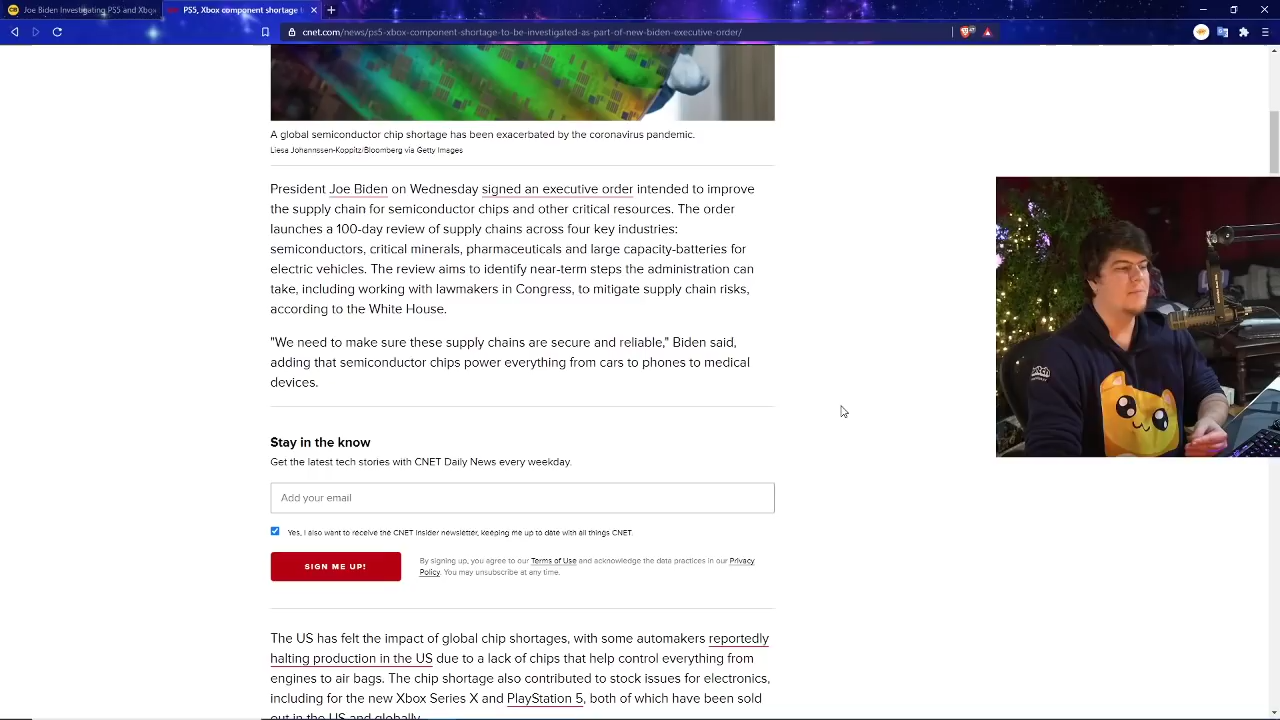 Joe Biden Investigating PS5 and Xbox
PS5, Xbox component shortage t
cnet.com/news/ps5-xbox-component-shortage-to-be-investigated-as-part-of-new-biden-executive-order/
A global semiconductor chip shortage has been exacerbated by the coronavirus pandemic.
Liesa Johannssen-Koppitz/Bloomberg via Getty Images
President Joe Biden on Wednesday signed an executive order intended to improve
the supply chain for semiconductor chips and other critical resources. The order
launches a 100-day review of supply chains across four key industries:
semiconductors, critical minerals, pharmaceuticals and large capacity-batteries for
electric vehicles. The review aims to identify near-term steps the administration can
take, including working with lawmakers in Congress, to mitigate supply chain risks,
according to the White House.
"We need to make sure these supply chains are secure and reliable," Biden said,
adding that semiconductor chips power everything from cars to phones to medical
devices.
Stay in the know
Get the latest tech stories with CNET Daily News every weekday.
Add your email
Yes, I also want to receive the CNET Insider newsletter, keeping me up to date with all things CNET.
SIGN ME UP!
By signing up, you agree to our Terms of Use and acknowledge the data practices in our Privacy
Policy. You may unsubscribe at any time.
The US has felt the impact of global chip shortages, with some automakers reportedly
halting production in the US due to a lack of chips that help control everything from
engines to air bags. The chip shortage also contributed to stock issues for electronics,
including for the new Xbox Series X and PlayStation 5, both of which have been sold
out in the US and globally.